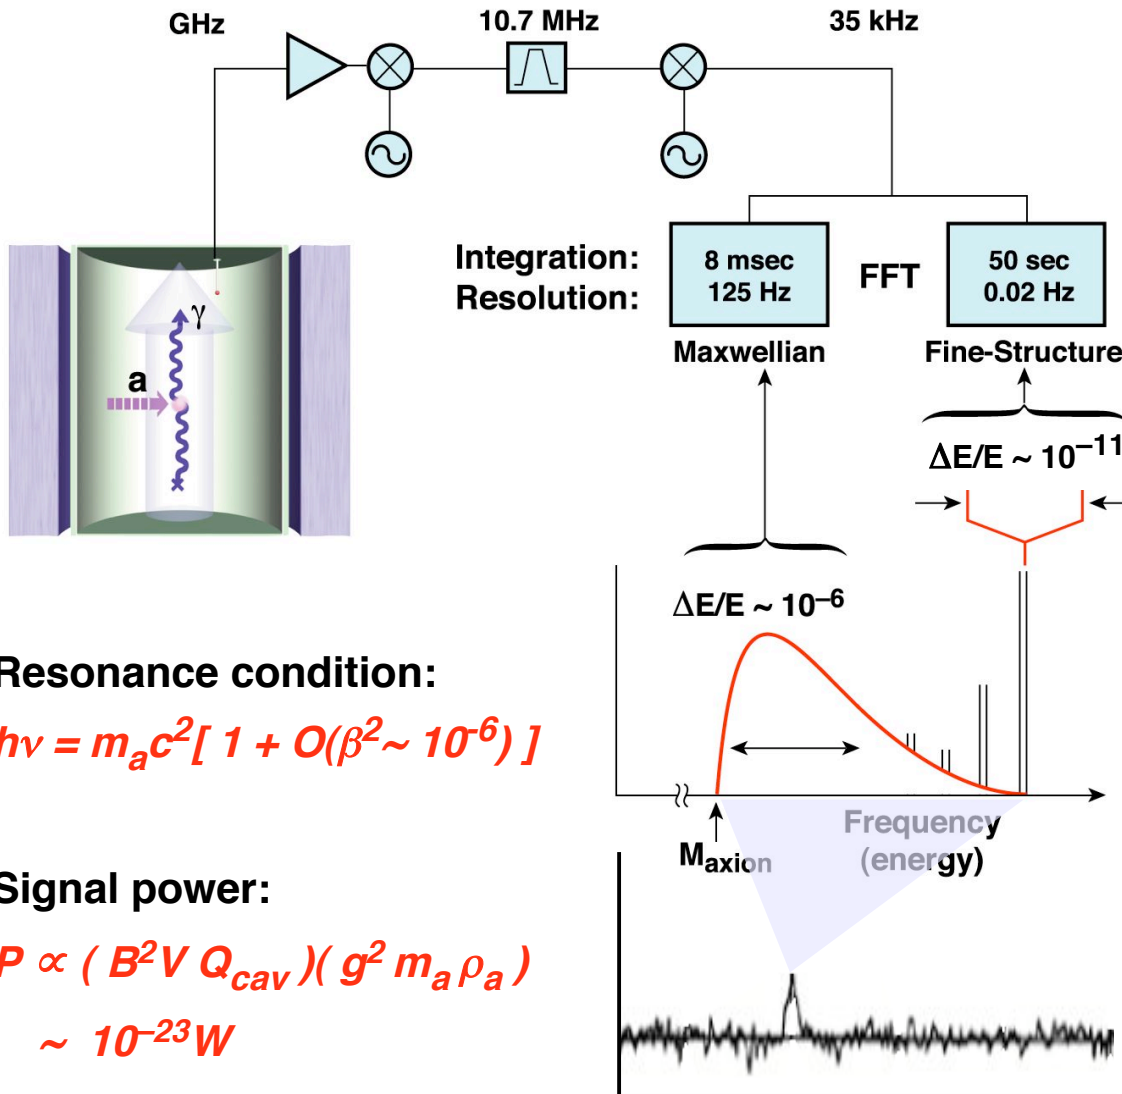 GHz
10.7 MHz
35 kHz
Integration:
Resolution:
8 msec
125 Hz
FFT
50 sec
0.02 Hz
Maxwellian
Fine-Structure
γ
a
ΔE/E ~ 10⁻¹¹
ΔE/E ~ 10⁻⁶
Resonance condition:
hν = mₐc²[ 1 + O(β²~ 10⁻⁶) ]
Frequency
(energy)
Maxion
Signal power:
P ∝ ( B²V Qcav )( g² mₐ ρₐ )
~ 10⁻²³W